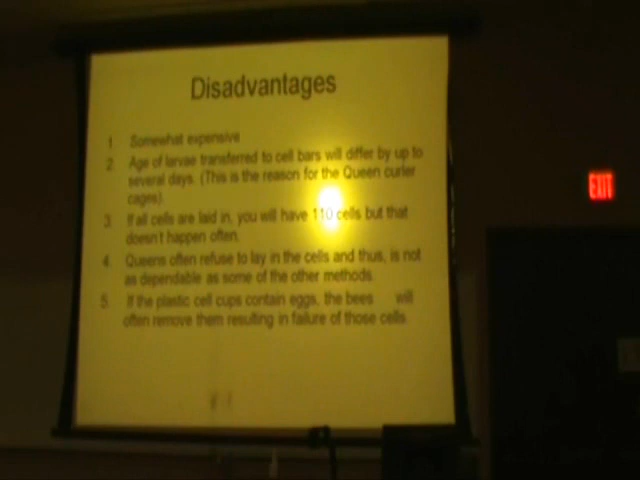 Disadvantages
1. Somewhat expensive
2. Age of larvae transferred to cell bars will differ by up to
several days. (This is the reason for the Queen curler
cages)
3. If all cells are laid in, you will have 110 cells but that
doesn't happen often.
4. Queens often refuse to lay in the cells and thus, is not
as dependable as some of the other methods
5. If the plastic cell cups contain eggs, the bees will
often remove them resulting in failure of those cells.
EXIT